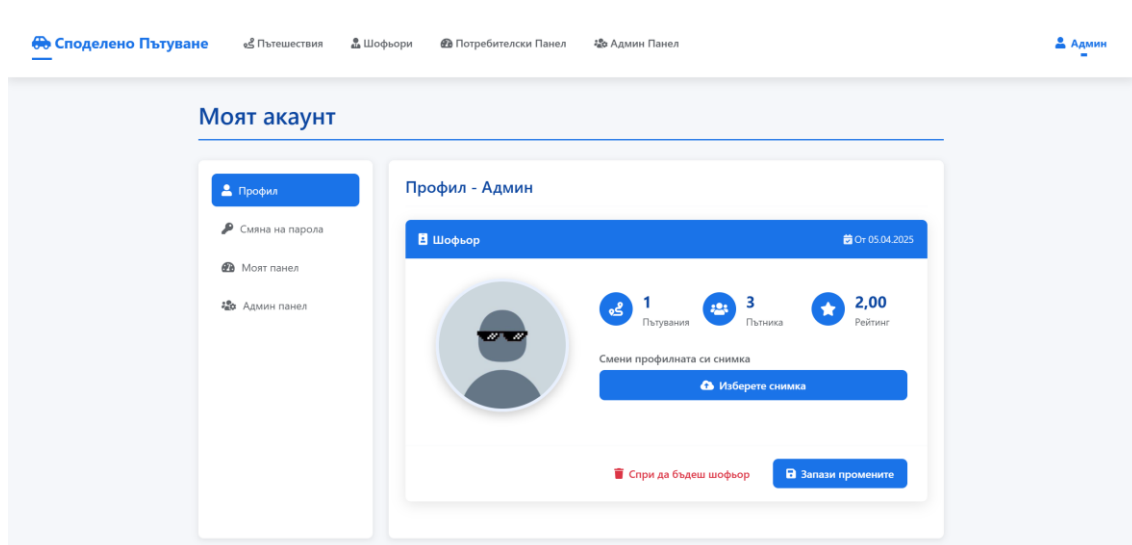 Споделено Пътуване Пътешествия Шофьори Потребителски Панел Админ Панел Админ
Моят акаунт
Профил
Смяна на парола
Моят панел
Админ панел
Профил - Админ
Шофьор От 05.04.2025
1 3 2,00
Пътувания Пътника Рейтинг
Смени профилната си снимка
Изберете снимка
Спри да бъдеш шофьор Запази промените